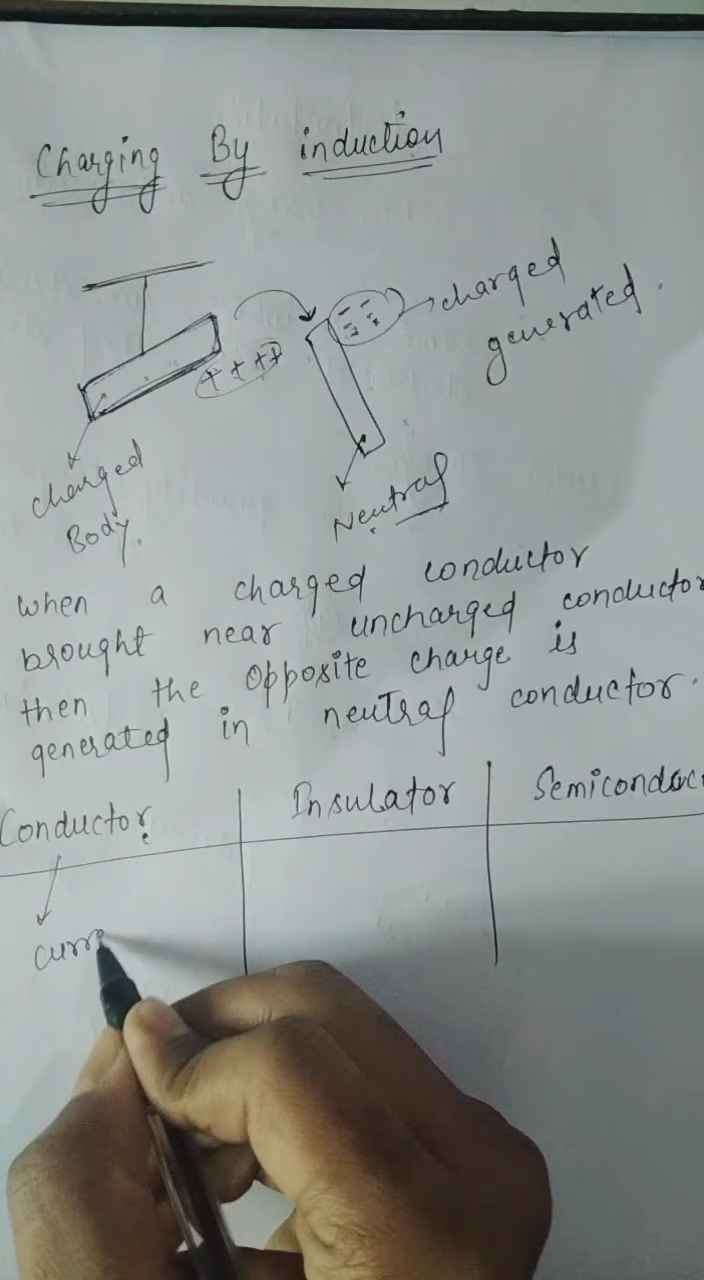 Charging By induction
+ + + +
- - - -
charged
generated.
charged
Body.
Neutral
when a charged conductor
brought near uncharged conductor
then the opposite charge is
generated in neutral conductor.
Conductor. Insulator Semiconduc
curr